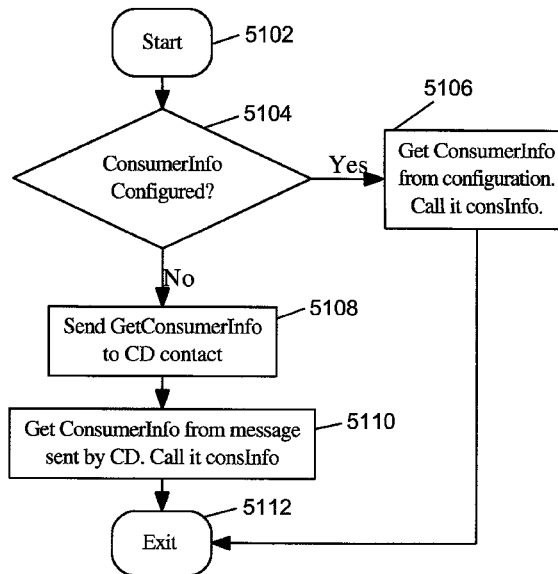 Start
5102
5104
ConsumerInfo
Configured?
Yes
5106
Get ConsumerInfo
from configuration.
Call it consInfo.
No
Send GetConsumerInfo
to CD contact
5108
Get ConsumerInfo from message
sent by CD. Call it consInfo
5110
5112
Exit